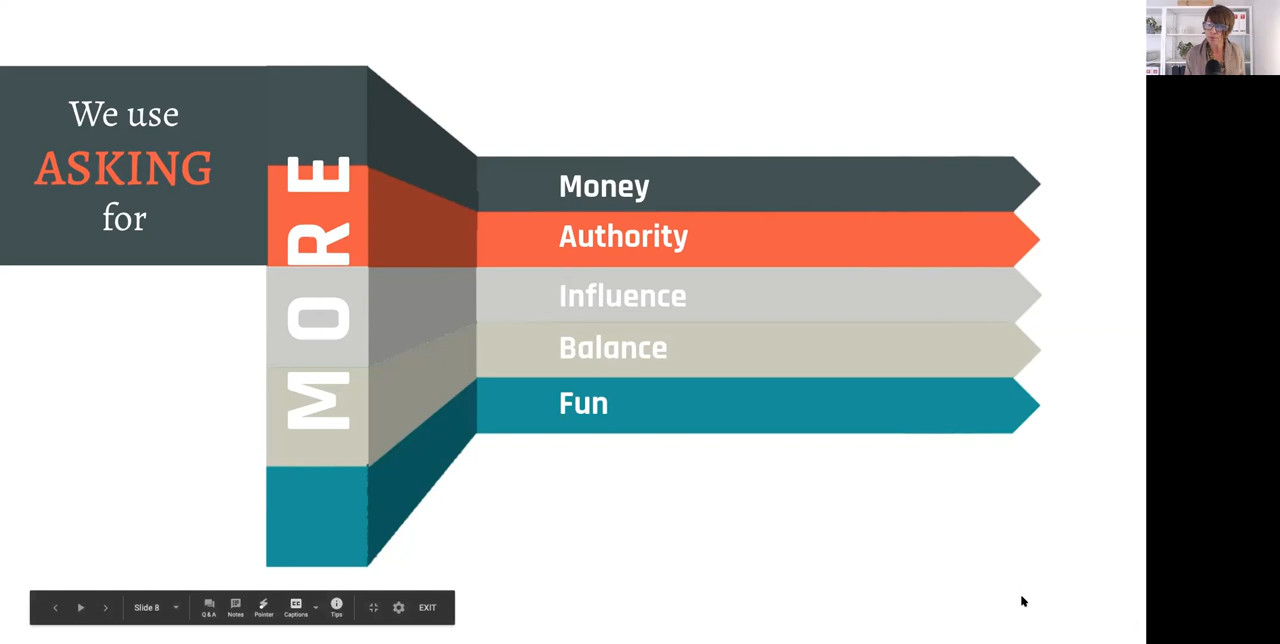 We use
ASKING
for
MORE
Money
Authority
Influence
Balance
Fun
Slide 8
Q & A
Notes
Pointer
Captions
Tips
EXIT